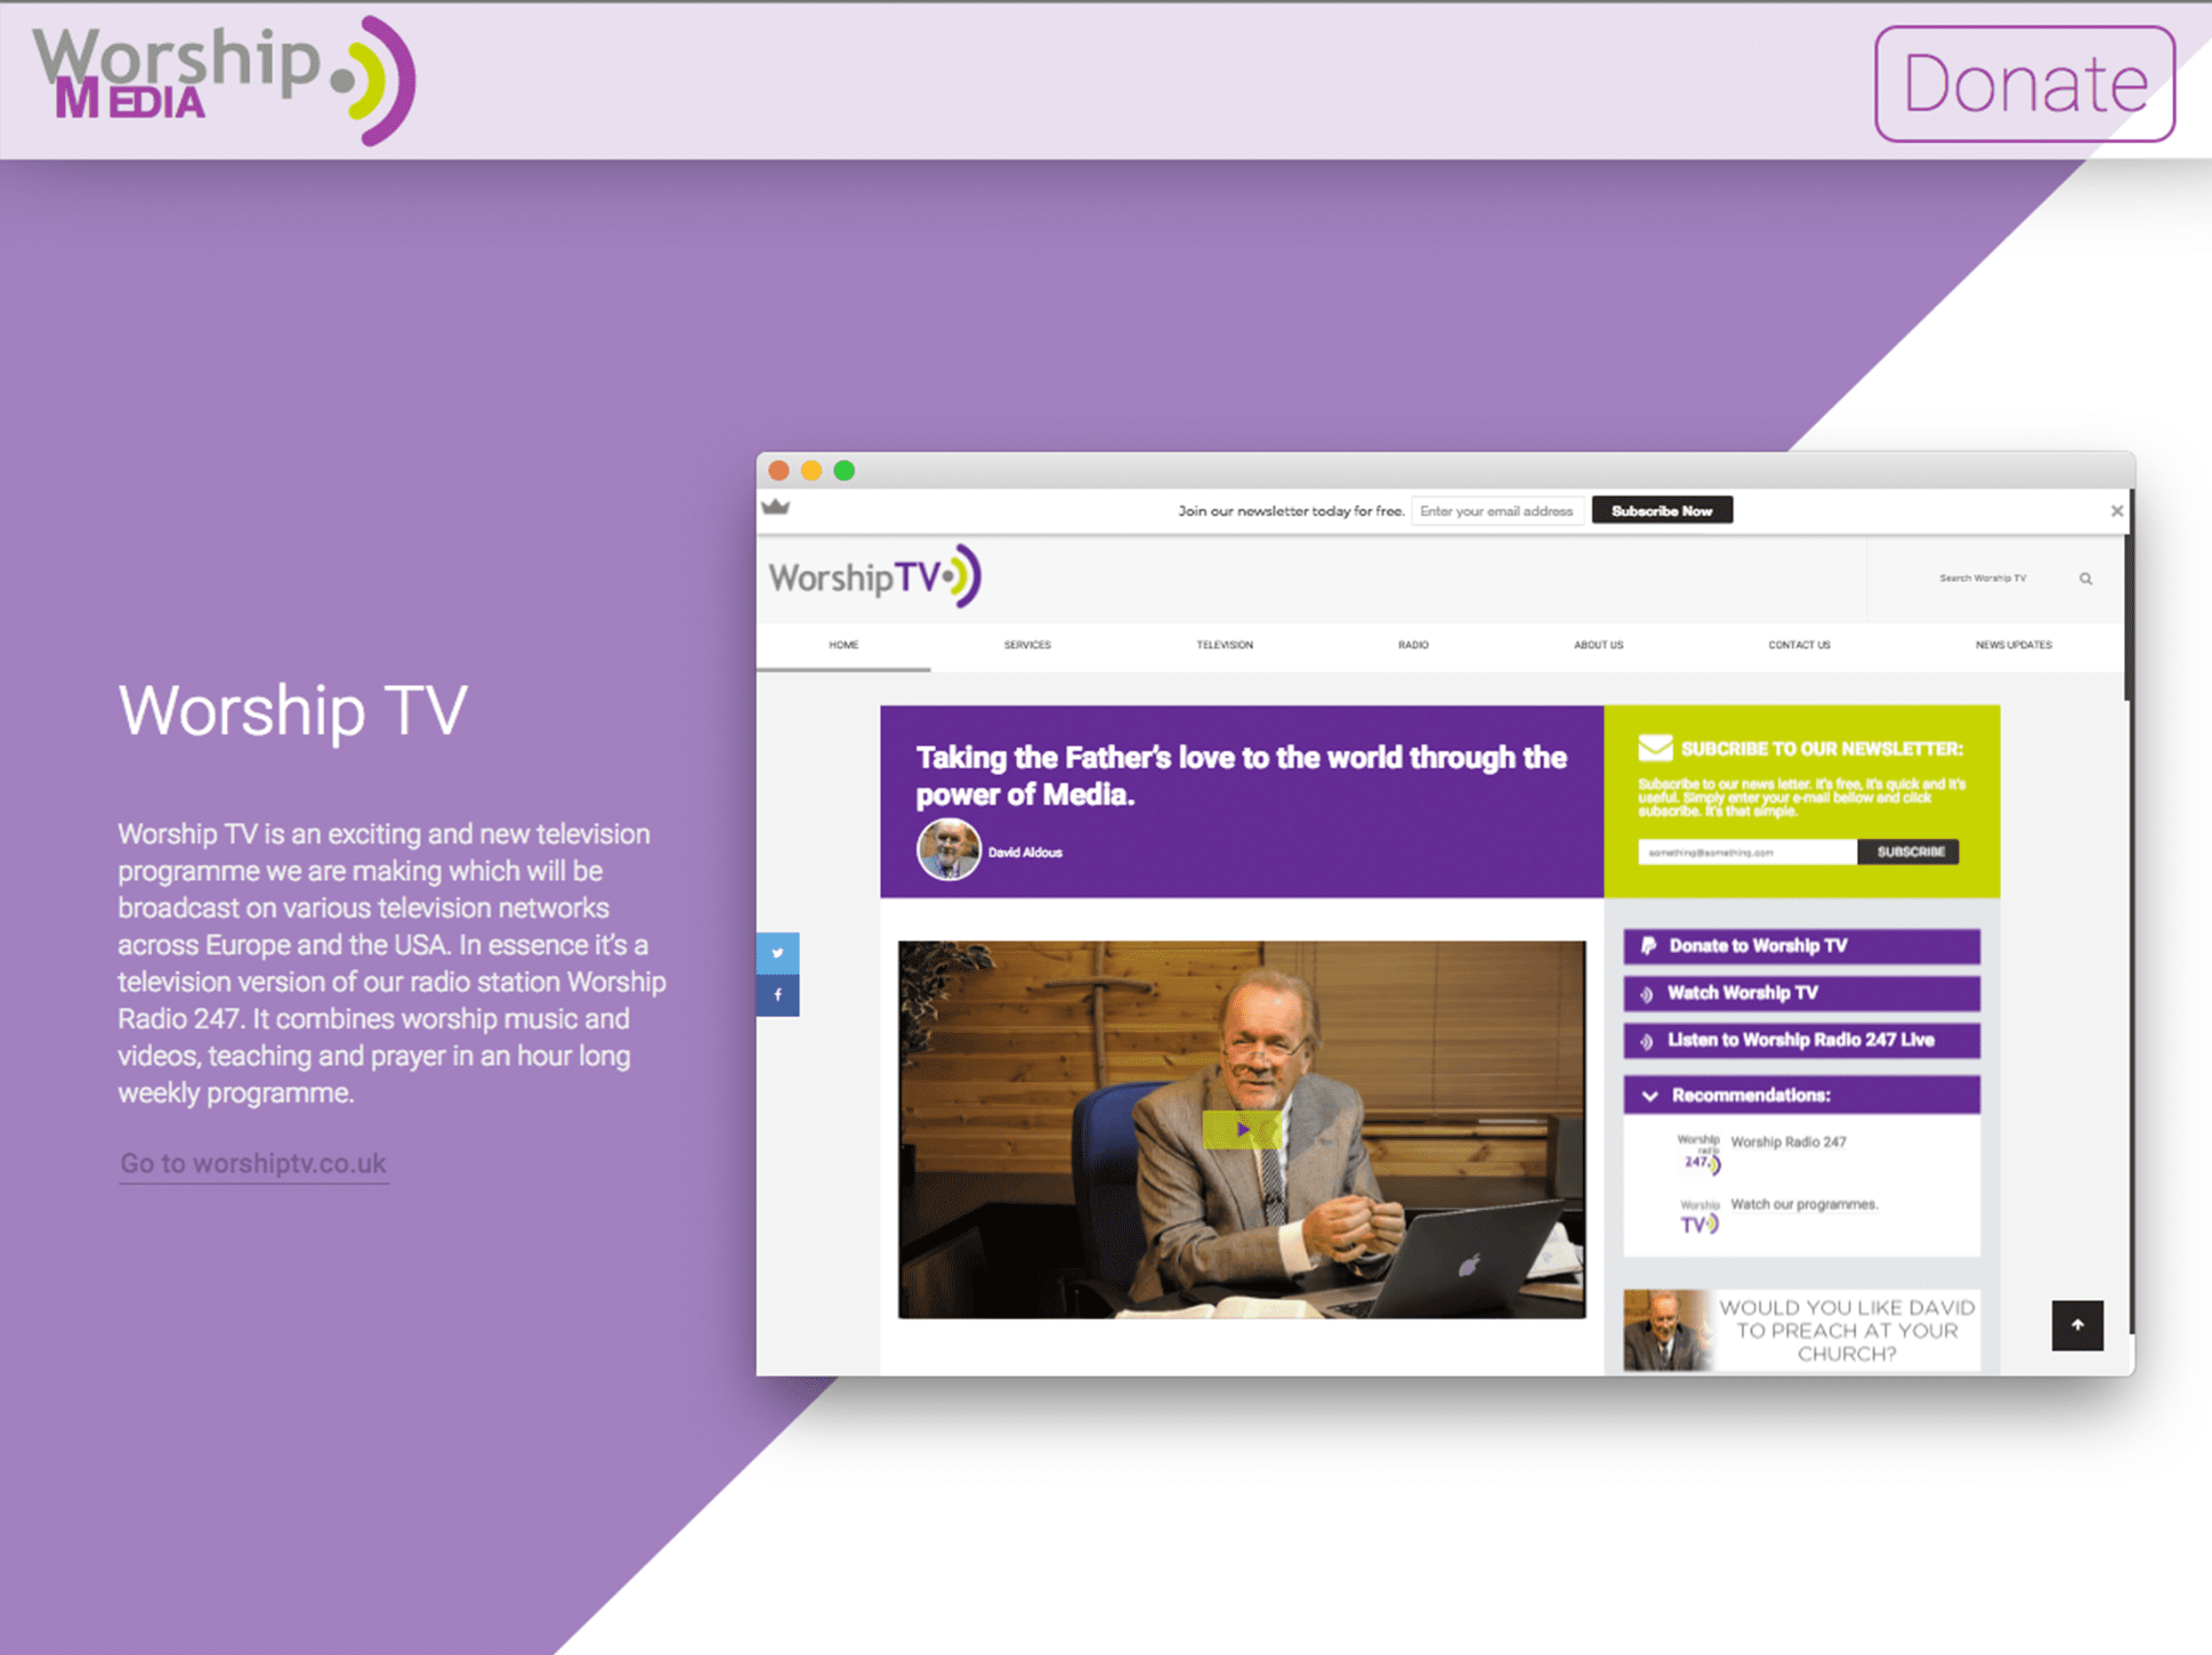 Worship
MEDIA
Donate
Worship TV
Worship TV is an exciting and new television
programme we are making which will be
broadcast on various television networks
across Europe and the USA. In essence it's a
television version of our radio station Worship
Radio 247. It combines worship music and
videos, teaching and prayer in an hour long
weekly programme.
Go to worshiptv.co.uk
Join our newsletter today for free.
Enter your email address
Subscribe Now
WorshipTV
Search Worship TV
HOME
SERVICES
TELEVISION
RADIO
ABOUT US
CONTACT US
NEWS UPDATES
Taking the Father's love to the world through the
power of Media.
David Aldous
SUBCRIBE TO OUR NEWSLETTER:
Subscribe to our news letter. It's free, it's quick and it's
useful. Simply enter your e-mail bellow and click
subscribe. It's that simple.
something@something.com
SUBSCRIBE
Donate to Worship TV
Watch Worship TV
Listen to Worship Radio 247 Live
Recommendations:
Worship
radio
247
Worship Radio 247
Worship
TV
Watch our programmes.
WOULD YOU LIKE DAVID
TO PREACH AT YOUR
CHURCH?